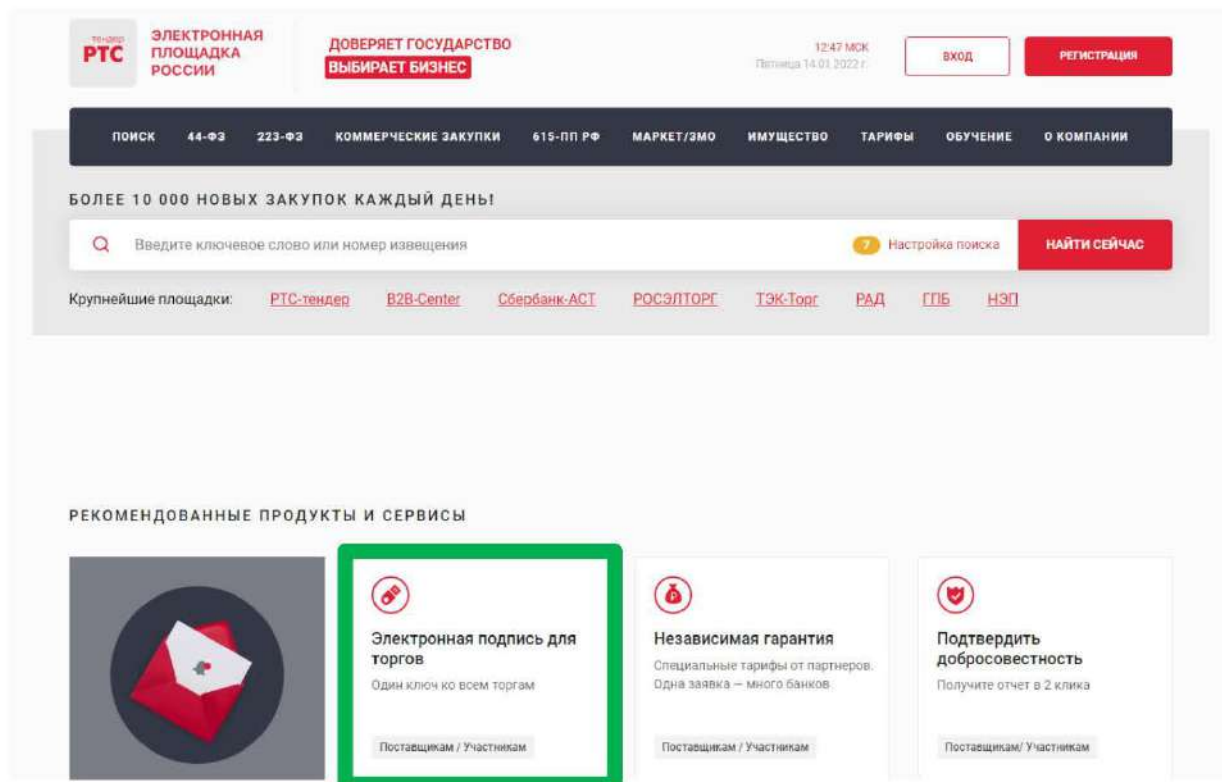 тендер
РТС
ЭЛЕКТРОННАЯ
ПЛОЩАДКА
РОССИИ
ДОВЕРЯЕТ ГОСУДАРСТВО
ВЫБИРАЕТ БИЗНЕС
12:47 МСК
Пятница 14.01.2022 г.
ВХОД
РЕГИСТРАЦИЯ
ПОИСК 44-ФЗ 223-ФЗ КОММЕРЧЕСКИЕ ЗАКУПКИ 615-ПП РФ МАРКЕТ/ЗМО ИМУЩЕСТВО ТАРИФЫ ОБУЧЕНИЕ О КОМПАНИИ
БОЛЕЕ 10 000 НОВЫХ ЗАКУПОК КАЖДЫЙ ДЕНЬ!
Введите ключевое слово или номер извещения 7 Настройка поиска НАЙТИ СЕЙЧАС
Крупнейшие площадки: РТС-тендер B2B-Center Сбербанк-АСТ РОСЭЛТОРГ ТЭК-Торг РАД ГПБ НЭП
РЕКОМЕНДОВАННЫЕ ПРОДУКТЫ И СЕРВИСЫ
Электронная подпись для
торгов
Один ключ ко всем торгам
Поставщикам / Участникам
Независимая гарантия
Специальные тарифы от партнеров.
Одна заявка — много банков
Поставщикам / Участникам
Подтвердить
добросовестность
Получите отчет в 2 клика
Поставщикам/ Участникам